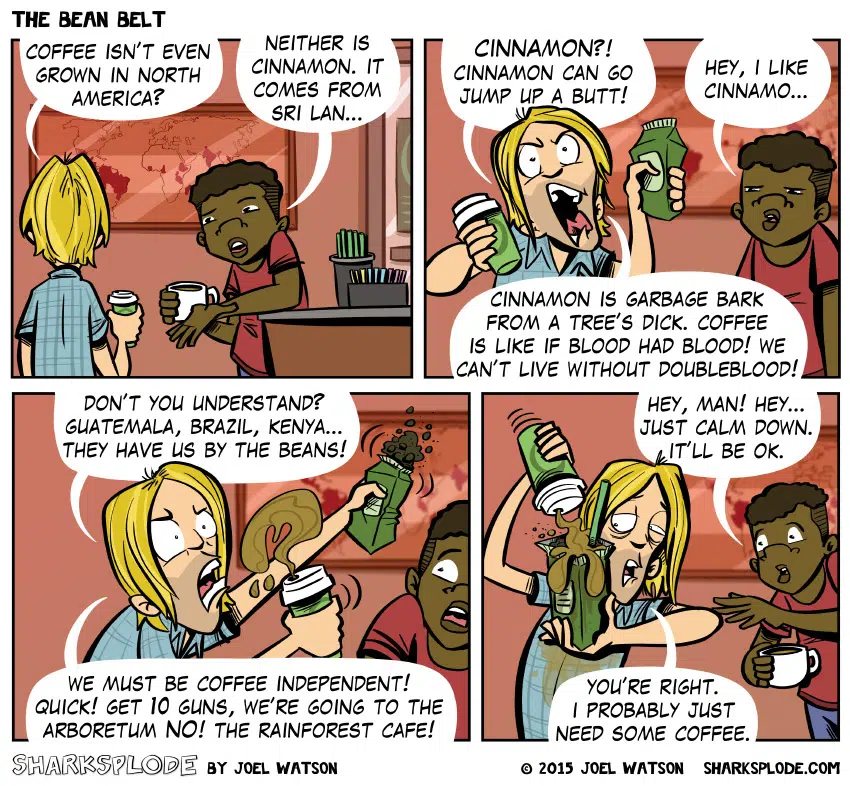 THE BEAN BELT
COFFEE ISN'T EVEN
GROWN IN NORTH
AMERICA?
NEITHER IS
CINNAMON. IT
COMES FROM
SRI LAN...
CINNAMON?!
CINNAMON CAN GO
JUMP UP A BUTT!
HEY, I LIKE
CINNAMO...
CINNAMON IS GARBAGE BARK
FROM A TREE'S DICK. COFFEE
IS LIKE IF BLOOD HAD BLOOD! WE
CAN'T LIVE WITHOUT DOUBLEBLOOD!
DON'T YOU UNDERSTAND?
GUATEMALA, BRAZIL, KENYA...
THEY HAVE US BY THE BEANS!
WE MUST BE COFFEE INDEPENDENT!
QUICK! GET 10 GUNS, WE'RE GOING TO THE
ARBORETUM NO! THE RAINFOREST CAFE!
HEY, MAN! HEY...
JUST CALM DOWN.
IT'LL BE OK.
YOU'RE RIGHT.
I PROBABLY JUST
NEED SOME COFFEE.
SHARKSPLODE BY JOEL WATSON
© 2015 JOEL WATSON SHARKSPLODE.COM